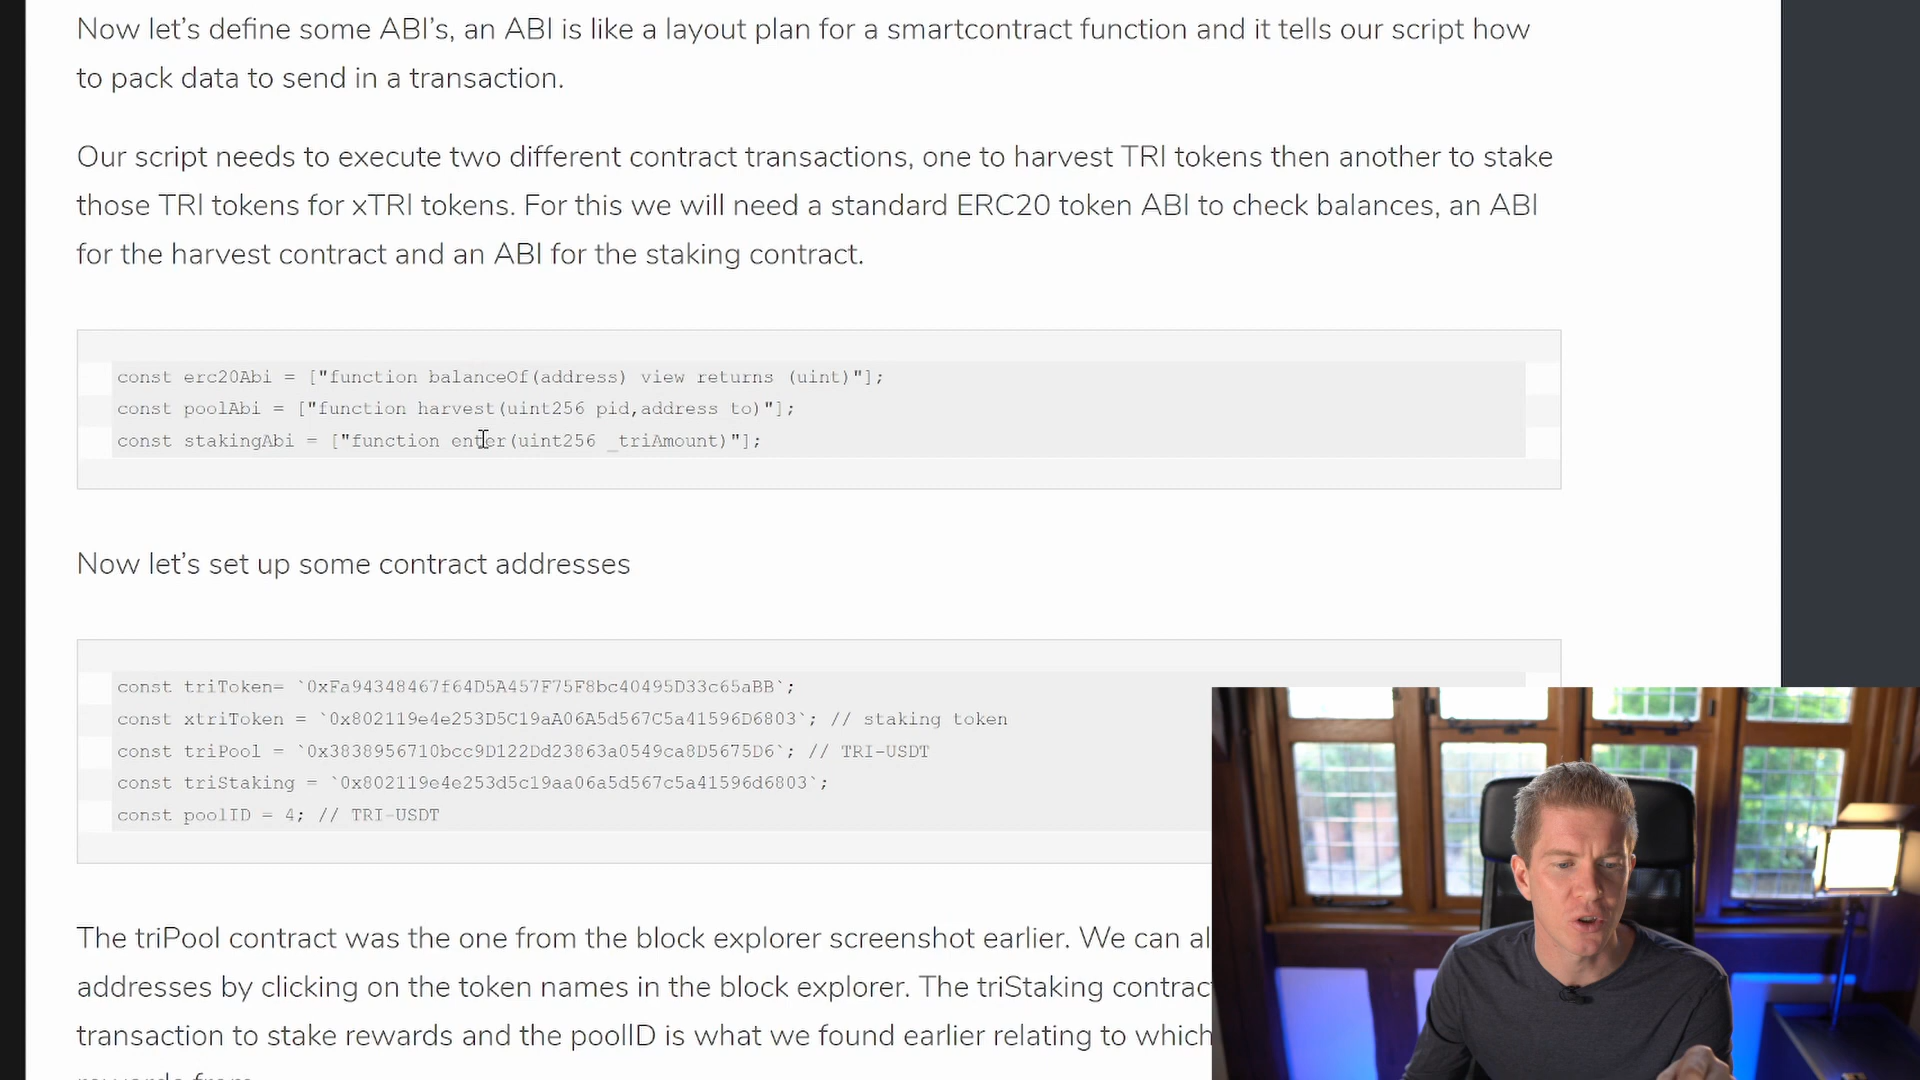 Now let’s define some ABI’s, an ABI is like a layout plan for a smartcontract function and it tells our script how
to pack data to send in a transaction.
Our script needs to execute two different contract transactions, one to harvest TRI tokens then another to stake
those TRI tokens for xTRI tokens. For this we will need a standard ERC20 token ABI to check balances, an ABI
for the harvest contract and an ABI for the staking contract.
const erc20Abi = ["function balanceOf(address) view returns (uint)"];
const poolAbi = ["function harvest(uint256 pid,address to)"];
const stakingAbi = ["function enter(uint256 _triAmount)"];
Now let’s set up some contract addresses
const triToken= `0xFa94348467f64D5A457F75F8bc40495D33c65aBB`;
const xtriToken = `0x802119e4e253D5C19aA06A5d567C5a41596D6803`; // staking token
const triPool = `0x3838956710bcc9D122Dd23863a0549ca8D5675D6`; // TRI-USDT
const triStaking = `0x802119e4e253d5c19aa06a5d567c5a41596d6803`;
const poolID = 4; // TRI-USDT
The triPool contract was the one from the block explorer screenshot earlier. We can al
addresses by clicking on the token names in the block explorer. The triStaking contrac
transaction to stake rewards and the poolID is what we found earlier relating to which